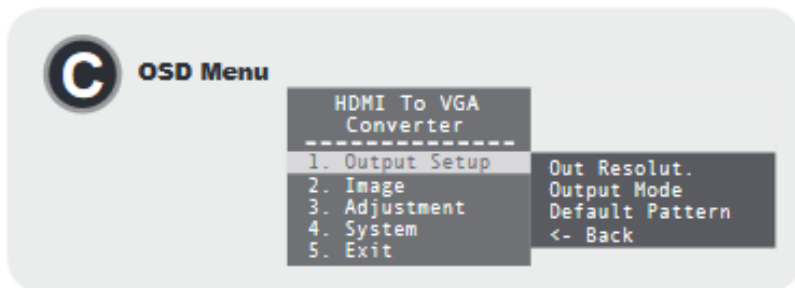 C
OSD Menu
HDMI To VGA
Converter
1. Output Setup
2. Image
3. Adjustment
4. System
5. Exit
Out Resolut.
Output Mode
Default Pattern
<- Back